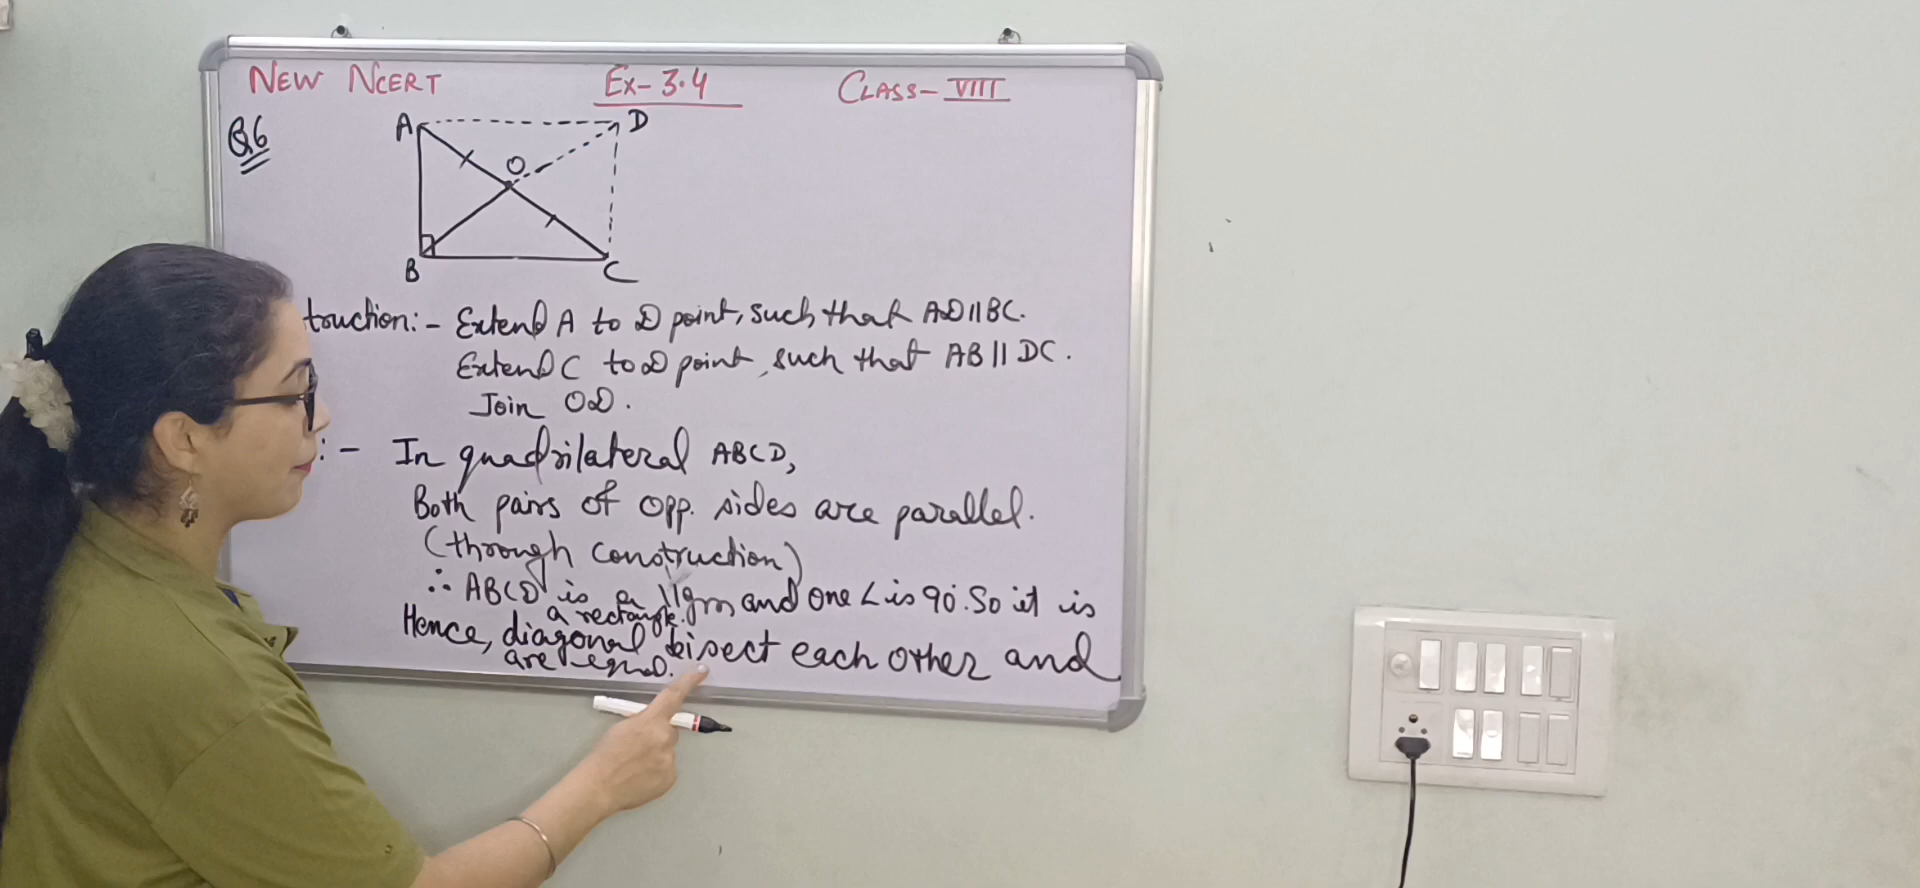 NEW NCERT Ex-3.4 CLASS-VIII
Q.6
A D
O
B C
truction:- Extend A to D point, such that AD||BC.
Extend C to D point, such that AB || DC.
Join OD.
:- In quadrilateral ABCD,
Both pairs of opp. sides are parallel.
(through construction)
∴ ABCD is a ||gm and one ∠ is 90°. So it is
a rectangle.
Hence, diagonal bisect each other and
are equal.